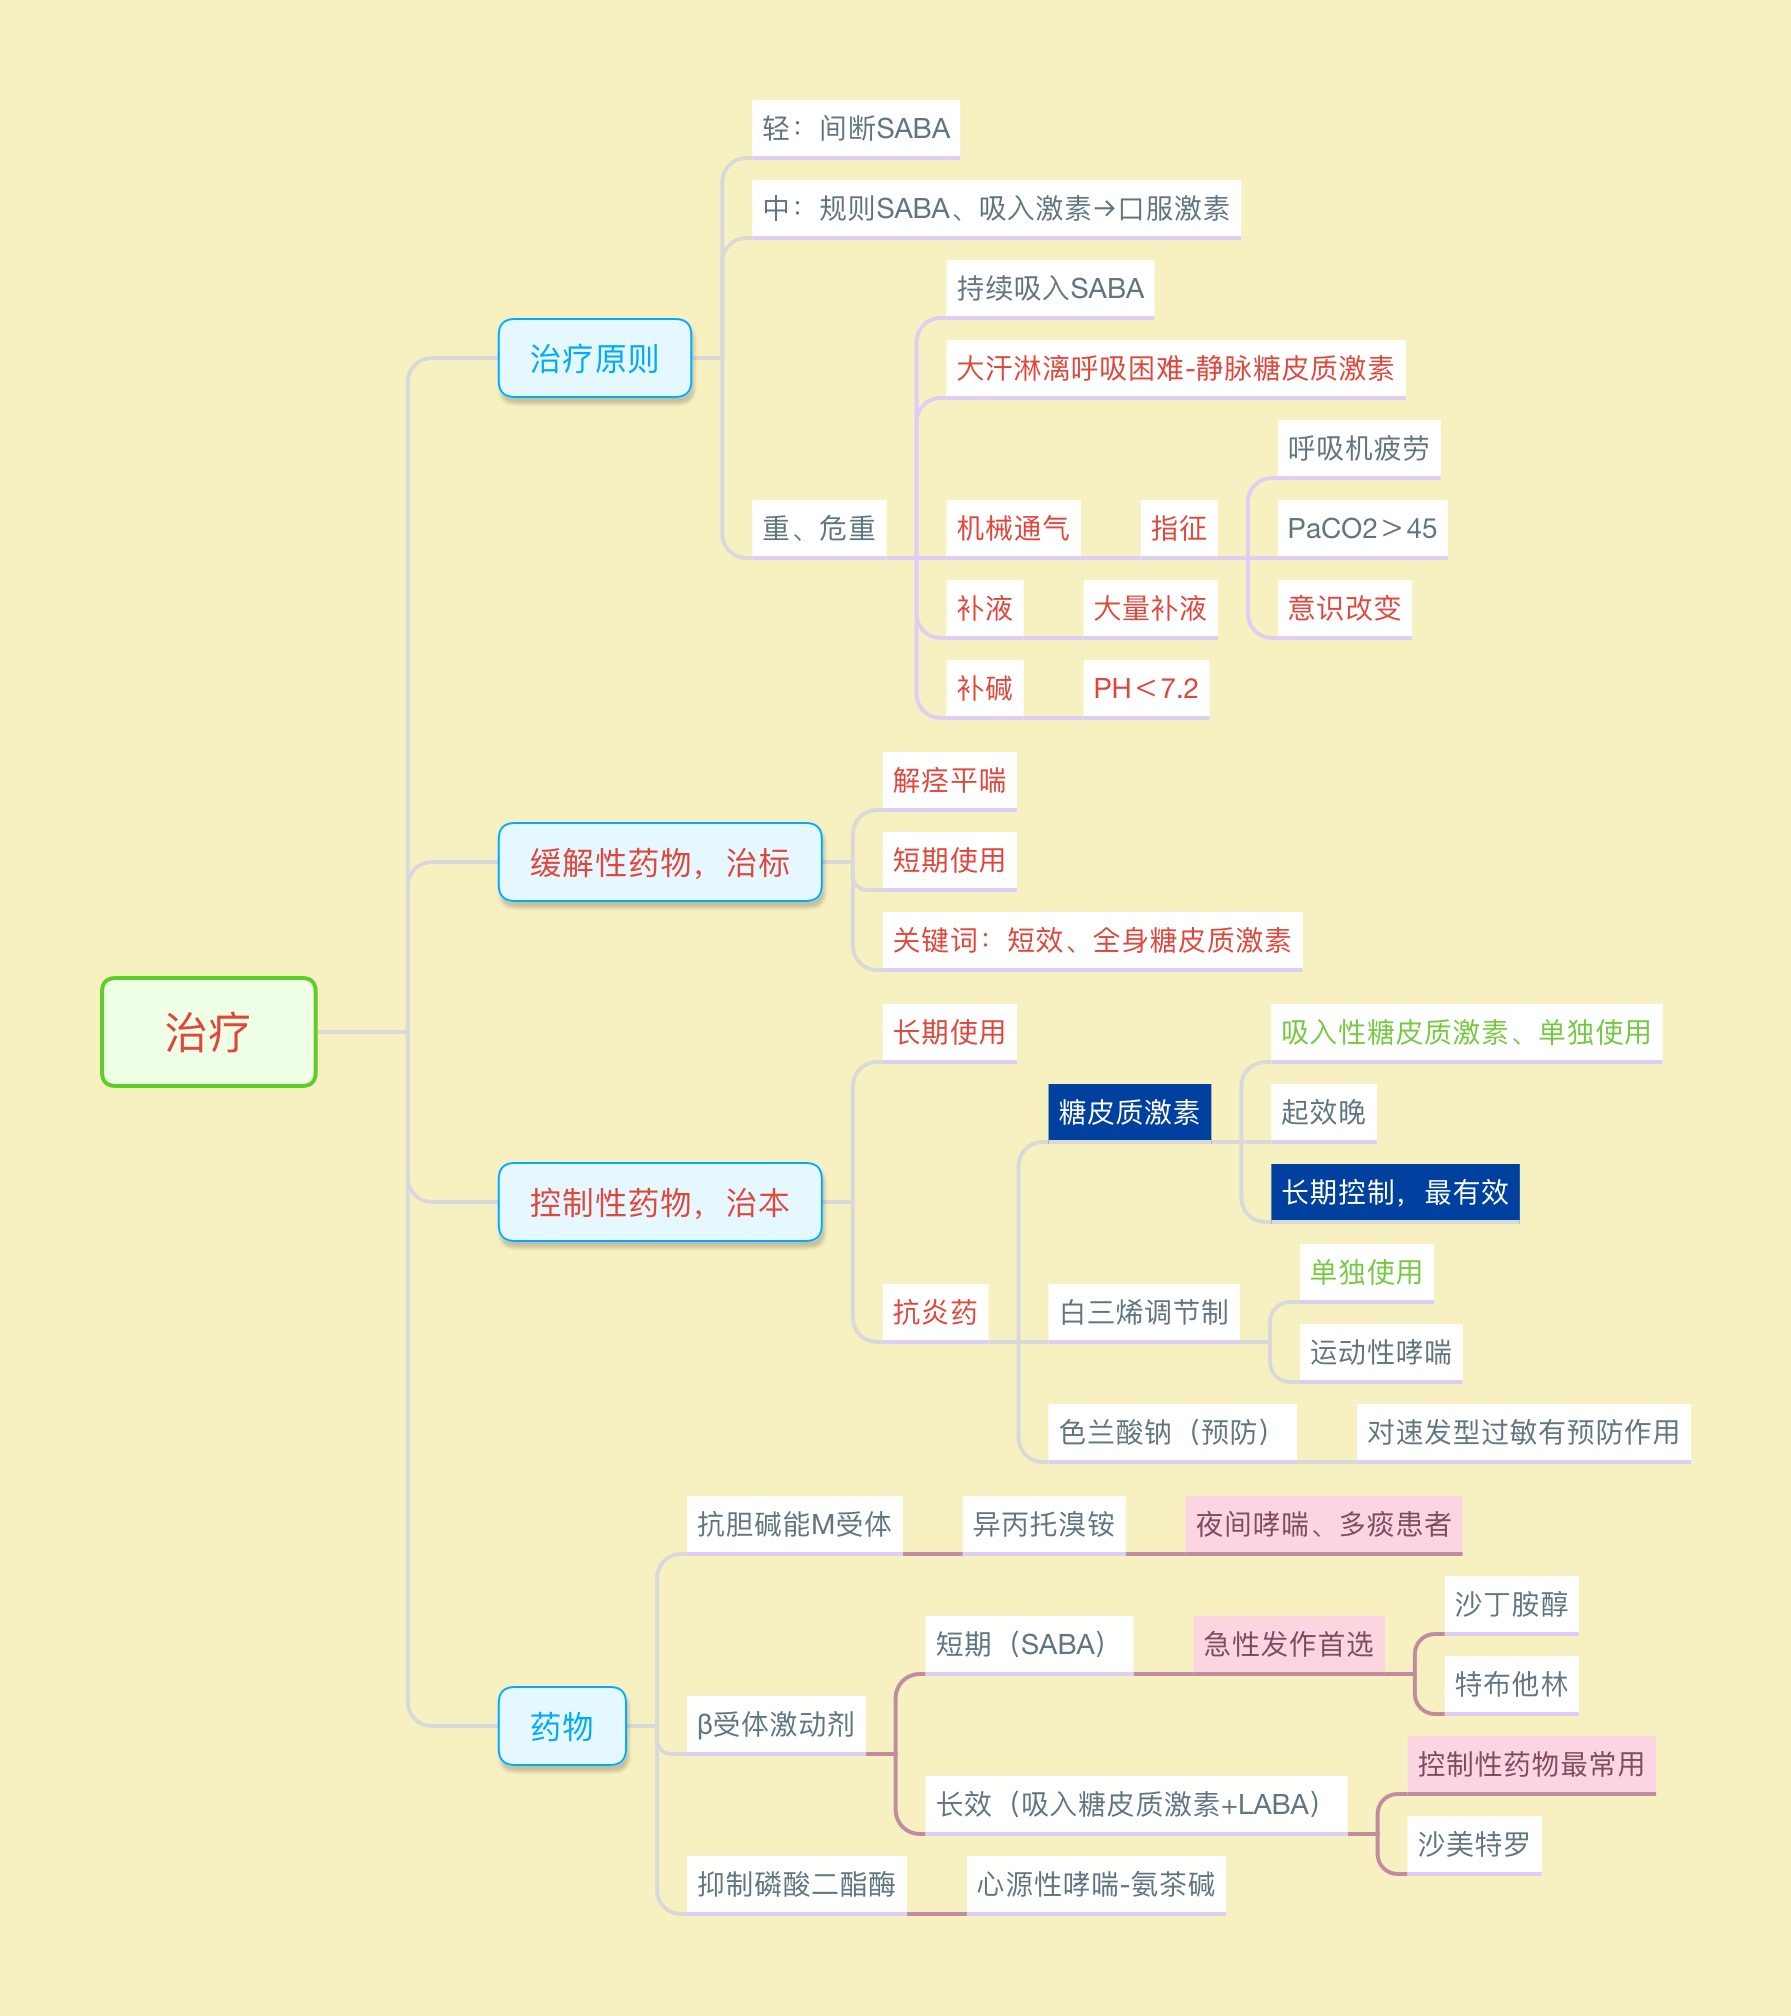 治疗
治疗原则
轻：间断SABA
中：规则SABA、吸入激素→口服激素
重、危重
持续吸入SABA
大汗淋漓呼吸困难-静脉糖皮质激素
机械通气
指征
呼吸机疲劳
PaCO2＞45
意识改变
补液
大量补液
补碱
PH＜7.2
缓解性药物，治标
解痉平喘
短期使用
关键词：短效、全身糖皮质激素
控制性药物，治本
长期使用
抗炎药
糖皮质激素
吸入性糖皮质激素、单独使用
起效晚
长期控制，最有效
白三烯调节制
单独使用
运动性哮喘
色兰酸钠（预防）
对速发型过敏有预防作用
药物
抗胆碱能M受体
异丙托溴铵
夜间哮喘、多痰患者
β受体激动剂
短期（SABA）
急性发作首选
沙丁胺醇
特布他林
长效（吸入糖皮质激素+LABA）
控制性药物最常用
沙美特罗
抑制磷酸二酯酶
心源性哮喘-氨茶碱